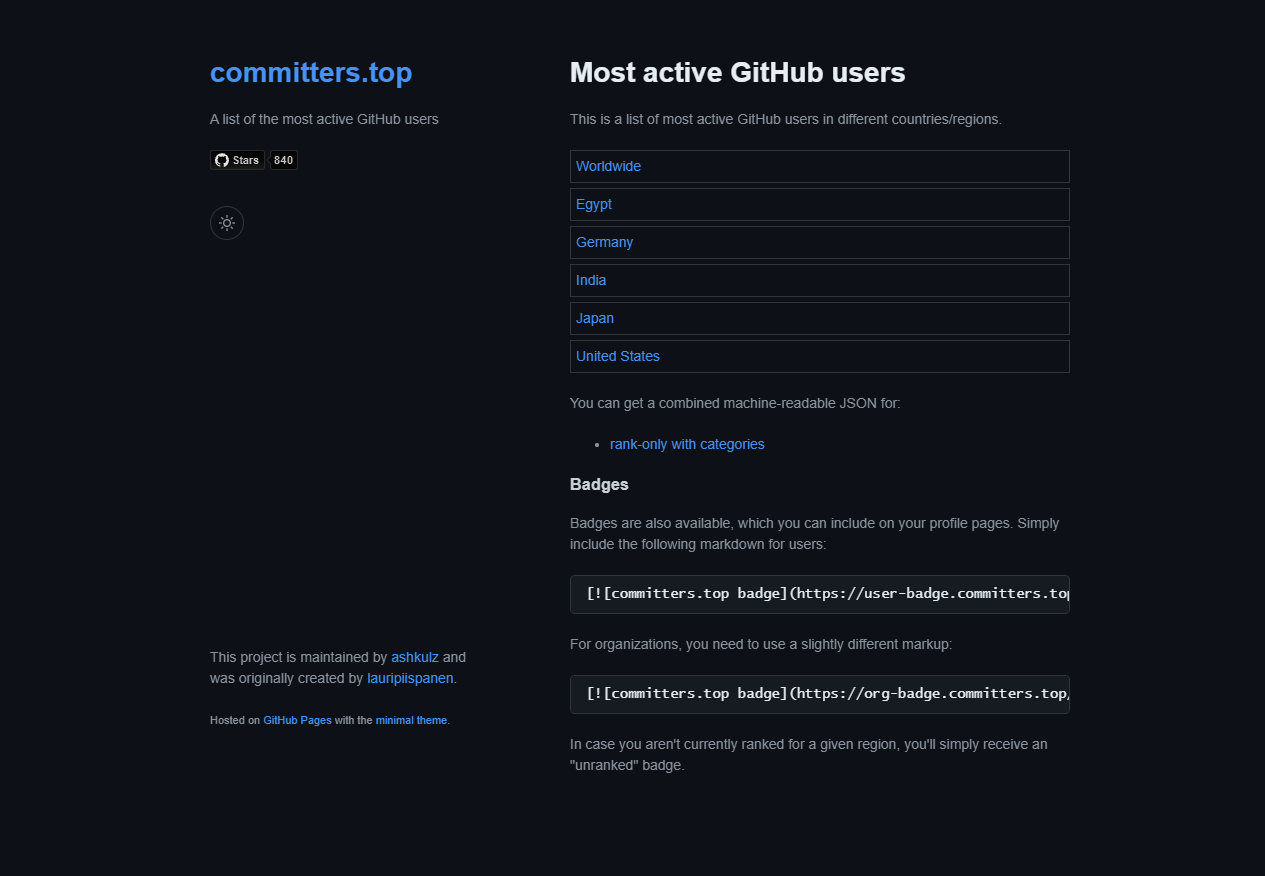 committers.top
A list of the most active GitHub users
Stars 840
Most active GitHub users
This is a list of most active GitHub users in different countries/regions.
Worldwide
Egypt
Germany
India
Japan
United States
You can get a combined machine-readable JSON for:
• rank-only with categories
Badges
Badges are also available, which you can include on your profile pages. Simply
include the following markdown for users:
[![committers.top badge](https://user-badge.committers.top
For organizations, you need to use a slightly different markup:
[![committers.top badge](https://org-badge.committers.top/
In case you aren't currently ranked for a given region, you'll simply receive an
"unranked" badge.
This project is maintained by ashkulz and
was originally created by lauripiispanen.
Hosted on GitHub Pages with the minimal theme.